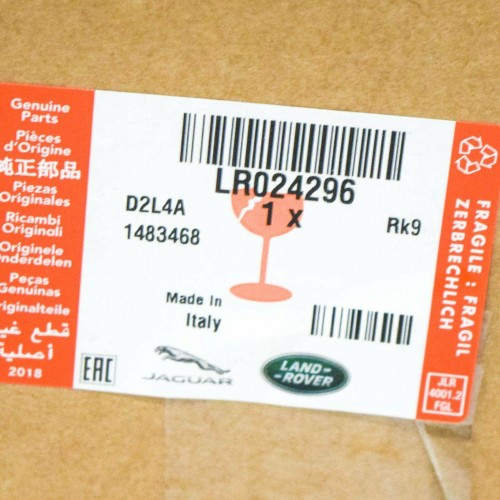 Genuine
Parts
Pièces
d'Origine
純正部品
Piezas
Originales
Ricambi
Originali
Originele
Onderdelen
Peças
Genuínas
Originalteile
قطع غيار
أصلية
2018
LR024296
1 x
D2L4A
1483468
Rk9
Made In
Italy
EAC
JAGUAR
LAND-
-ROVER
FRAGILE : FRAGIL
ZERBRECHLICH
JLR
4001.2
FGL